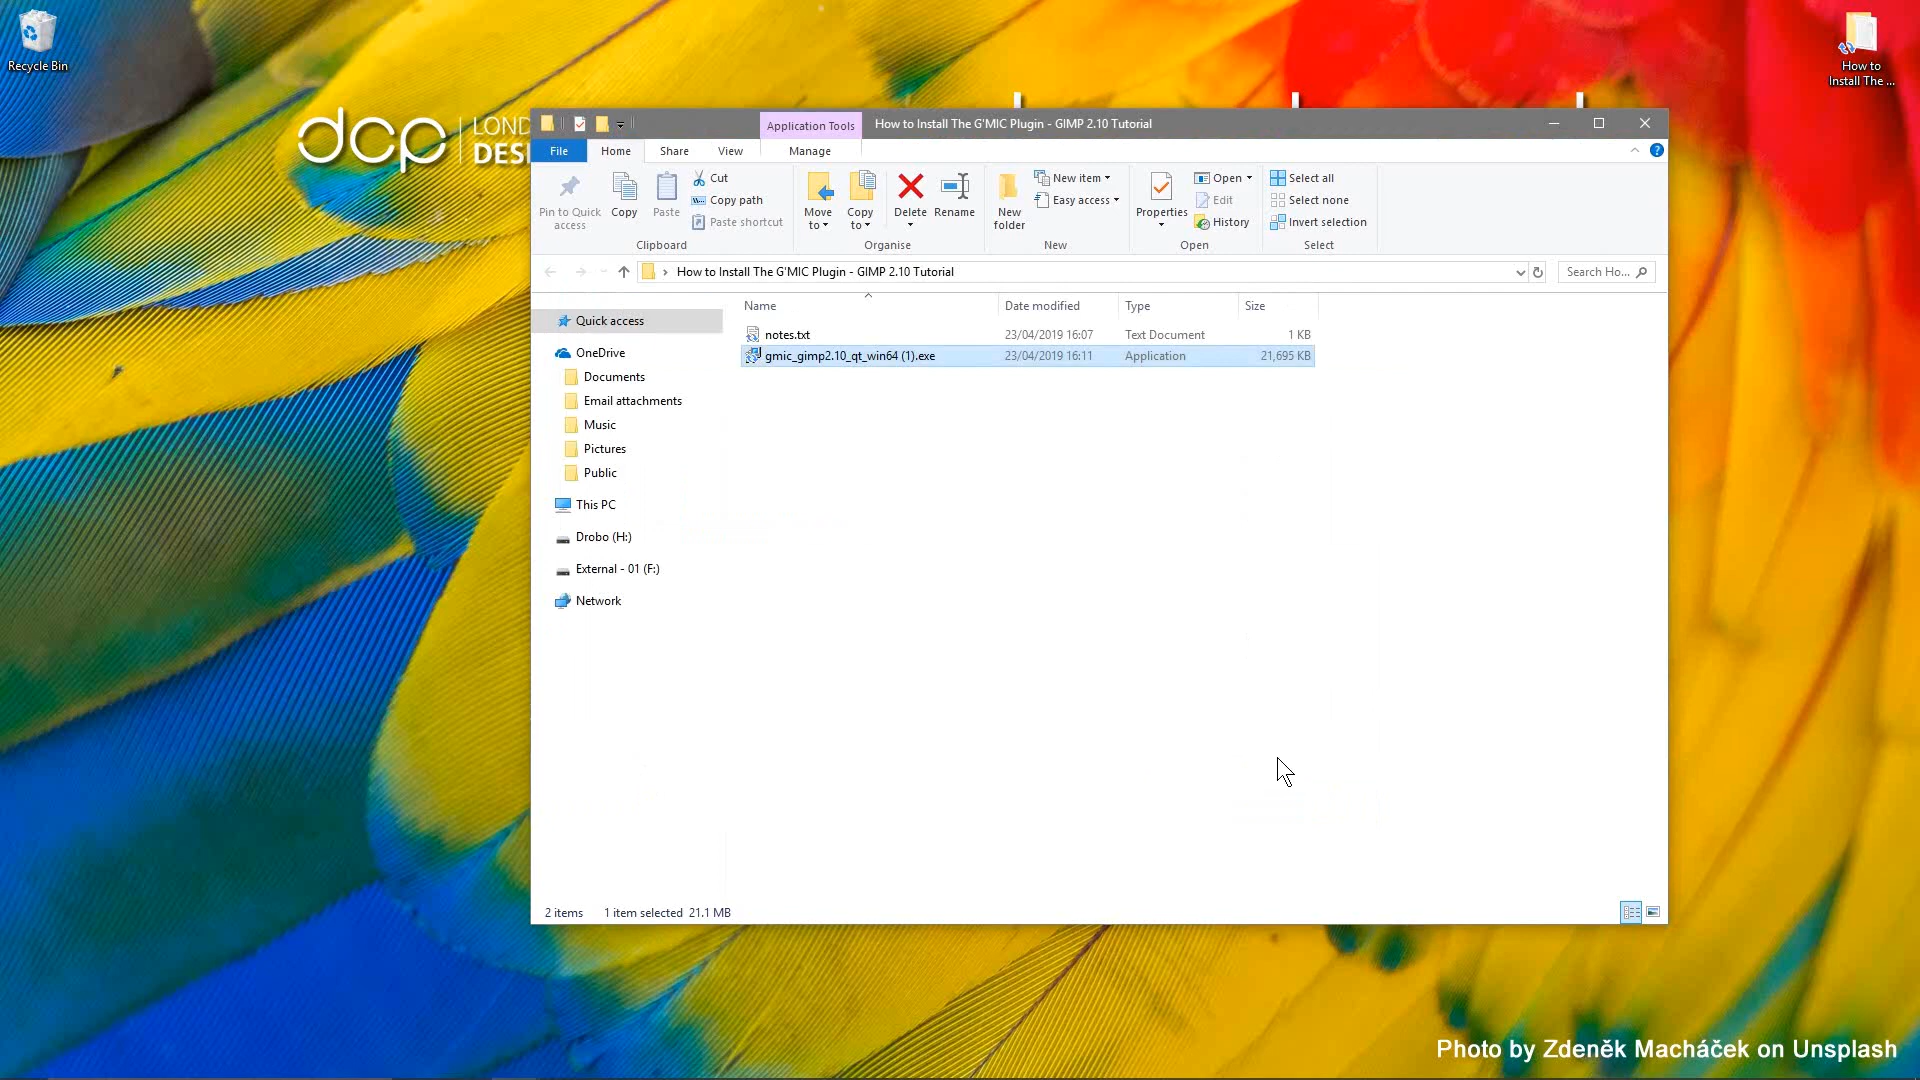 Recycle Bin
How to
Install The ...
dcp
LOND
DESI
Application Tools
How to Install The G'MIC Plugin - GIMP 2.10 Tutorial
File
Home
Share
View
Manage
Pin to Quick
access
Copy
Paste
Cut
Copy path
Paste shortcut
Clipboard
Move
to
Copy
to
Delete
Rename
Organise
New
folder
New item
Easy access
New
Properties
Open
Edit
History
Open
Select all
Select none
Invert selection
Select
How to Install The G'MIC Plugin - GIMP 2.10 Tutorial
Search Ho...
Quick access
OneDrive
Documents
Email attachments
Music
Pictures
Public
This PC
Drobo (H:)
External - 01 (F:)
Network
Name Date modified Type Size
notes.txt 23/04/2019 16:07 Text Document 1 KB
gmic_gimp2.10_qt_win64 (1).exe 23/04/2019 16:11 Application 21,695 KB
2 items 1 item selected 21.1 MB
Photo by Zdeněk Macháček on Unsplash